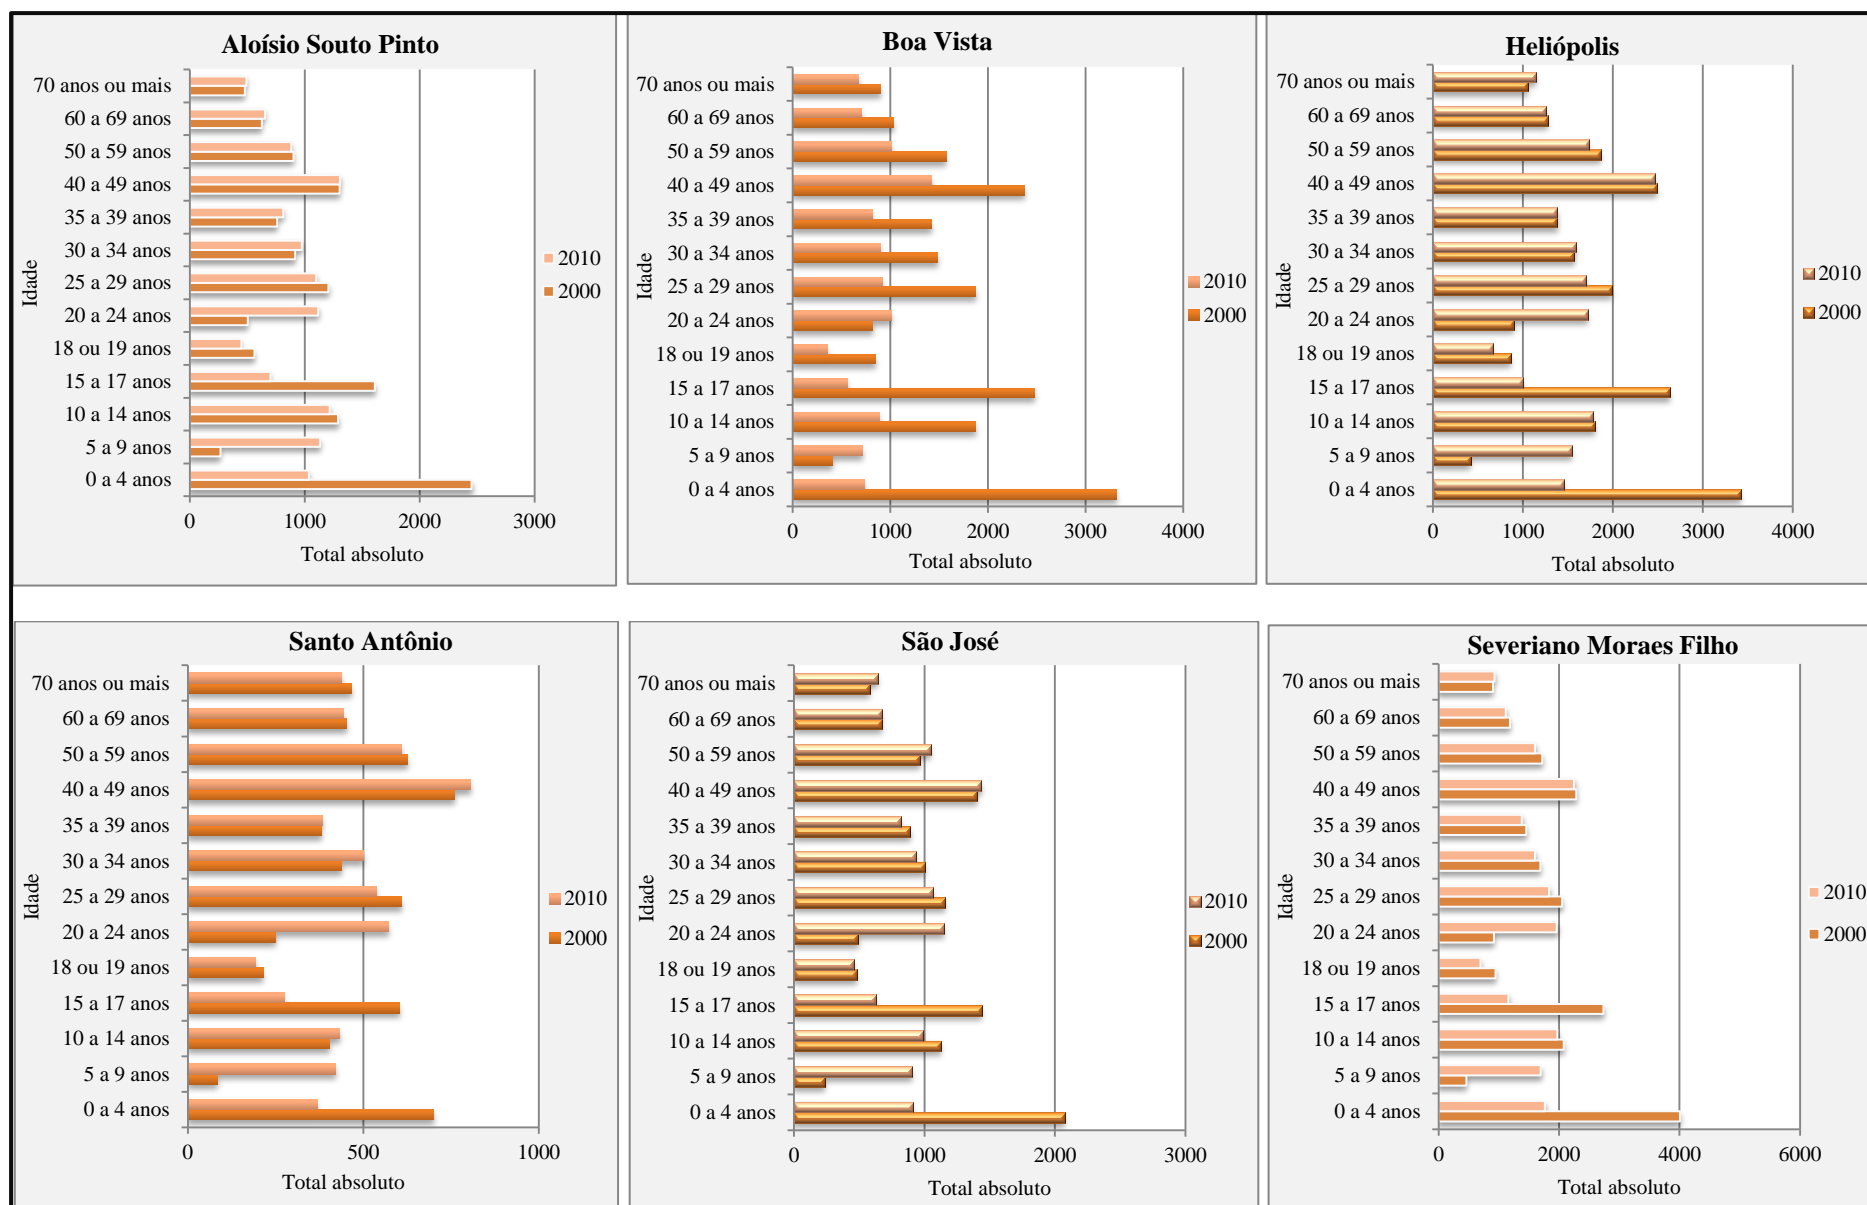 Aloísio Souto Pinto
70 anos ou mais
60 a 69 anos
50 a 59 anos
40 a 49 anos
35 a 39 anos
30 a 34 anos
25 a 29 anos
20 a 24 anos
18 ou 19 anos
15 a 17 anos
10 a 14 anos
5 a 9 anos
0 a 4 anos
Idade
0 1000 2000 3000
Total absoluto
2010
2000
Boa Vista
70 anos ou mais
60 a 69 anos
50 a 59 anos
40 a 49 anos
35 a 39 anos
30 a 34 anos
25 a 29 anos
20 a 24 anos
18 ou 19 anos
15 a 17 anos
10 a 14 anos
5 a 9 anos
0 a 4 anos
Idade
0 1000 2000 3000 4000
Total absoluto
2010
2000
Heliópolis
70 anos ou mais
60 a 69 anos
50 a 59 anos
40 a 49 anos
35 a 39 anos
30 a 34 anos
25 a 29 anos
20 a 24 anos
18 ou 19 anos
15 a 17 anos
10 a 14 anos
5 a 9 anos
0 a 4 anos
Idade
0 1000 2000 3000 4000
Total absoluto
2010
2000
Santo Antônio
70 anos ou mais
60 a 69 anos
50 a 59 anos
40 a 49 anos
35 a 39 anos
30 a 34 anos
25 a 29 anos
20 a 24 anos
18 ou 19 anos
15 a 17 anos
10 a 14 anos
5 a 9 anos
0 a 4 anos
Idade
0 500 1000
Total absoluto
2010
2000
São José
70 anos ou mais
60 a 69 anos
50 a 59 anos
40 a 49 anos
35 a 39 anos
30 a 34 anos
25 a 29 anos
20 a 24 anos
18 ou 19 anos
15 a 17 anos
10 a 14 anos
5 a 9 anos
0 a 4 anos
Idade
0 1000 2000 3000
Total absoluto
2010
2000
Severiano Moraes Filho
70 anos ou mais
60 a 69 anos
50 a 59 anos
40 a 49 anos
35 a 39 anos
30 a 34 anos
25 a 29 anos
20 a 24 anos
18 ou 19 anos
15 a 17 anos
10 a 14 anos
5 a 9 anos
0 a 4 anos
Idade
0 2000 4000 6000
Total absoluto
2010
2000